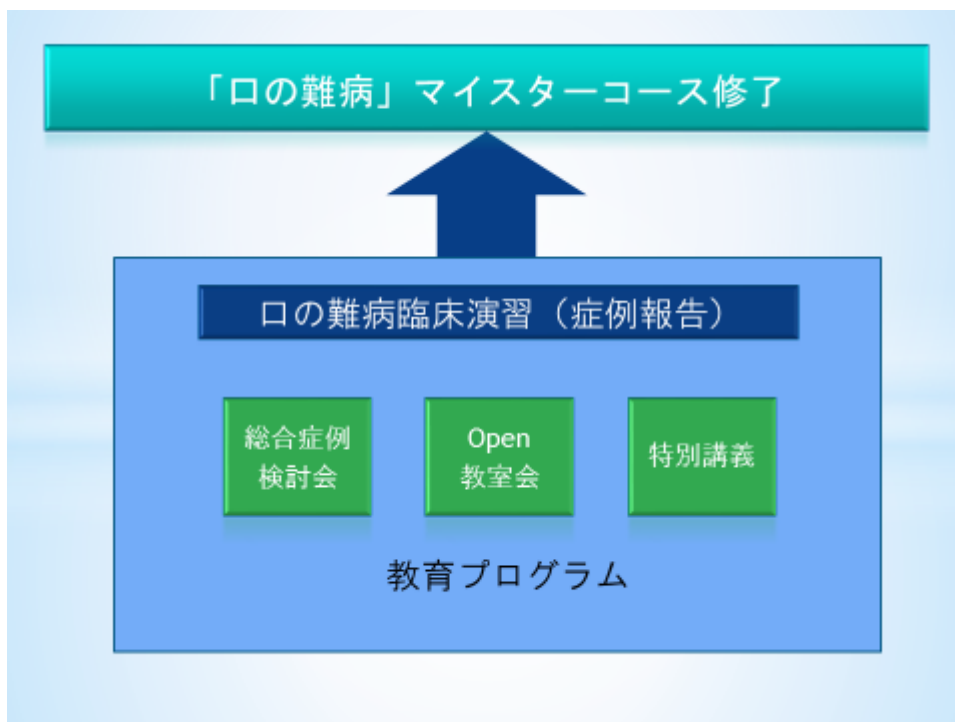 「口の難病」マイスターコース修了
口の難病臨床演習（症例報告）
総合症例
検討会
Open
教室会
特別講義
教育プログラム